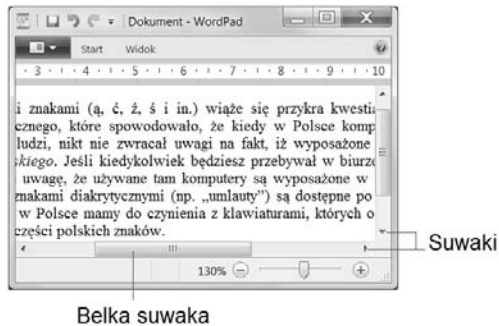 Dokument - WordPad
Start Widok
· 3 · ı · 4 · ı · 5 · ı · 6 · ı · 7 · ı · 8 · ı · 9 · ı · 10
i znakami (ą, ć, ż, ś i in.) wiąże się przykra kwestia
cznego, które spowodowało, że kiedy w Polsce komp
ludzi, nikt nie zwracał uwagi na fakt, iż wyposażone
skiego. Jeśli kiedykolwiek będziesz przebywał w biurze
uwagę, że używane tam komputery są wyposażone w
znakami diakrytycznymi (np. „umlauty”) są dostępne po
w Polsce mamy do czynienia z klawiaturami, których o
części polskich znaków.
Suwaki
130%
Belka suwaka